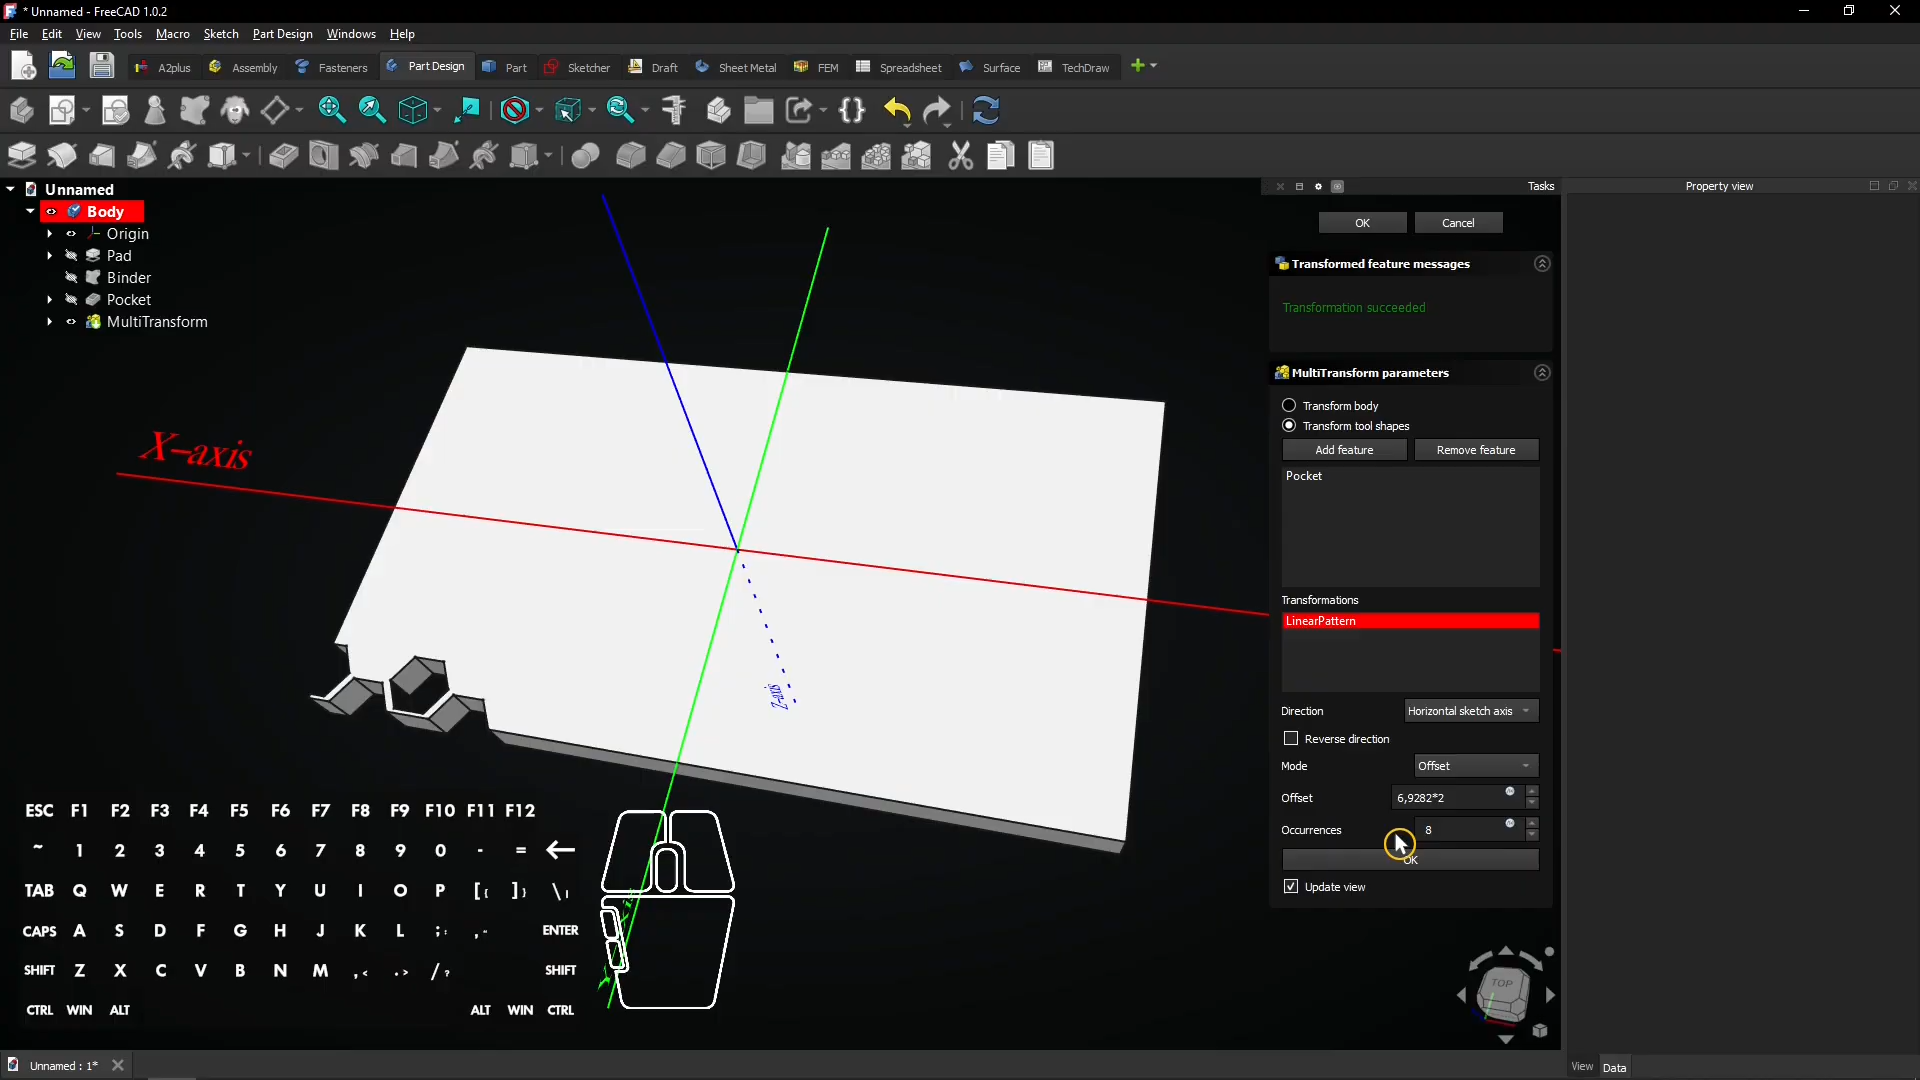 * Unnamed - FreeCAD 1.0.2
File Edit View Tools Macro Sketch Part Design Windows Help
A2plus Assembly Fasteners Part Design Part Sketcher Draft Sheet Metal FEM Spreadsheet Surface Sketcher TechDraw
Unnamed
Body
Origin
Pad
Binder
Pocket
MultiTransform
X-axis
Z-axis
Tasks
OK Cancel
Transformed feature messages
Transformation succeeded
MultiTransform parameters
Transform body
Transform tool shapes
Add feature Remove feature
Pocket
Transformations
LinearPattern
Direction Horizontal sketch axis
Reverse direction
Mode Offset
Offset 6,9282*2
Occurrences 8
OK
Update view
Property view
ESC F1 F2 F3 F4 F5 F6 F7 F8 F9 F10 F11 F12
~ 1 2 3 4 5 6 7 8 9 0 - =
TAB Q W E R T Y U I O P [{ ]} \|
CAPS A S D F G H J K L ;: ,“ ENTER
SHIFT Z X C V B N M ,< .> /? SHIFT
CTRL WIN ALT ALT WIN CTRL
TOP
Unnamed : 1*
View Data